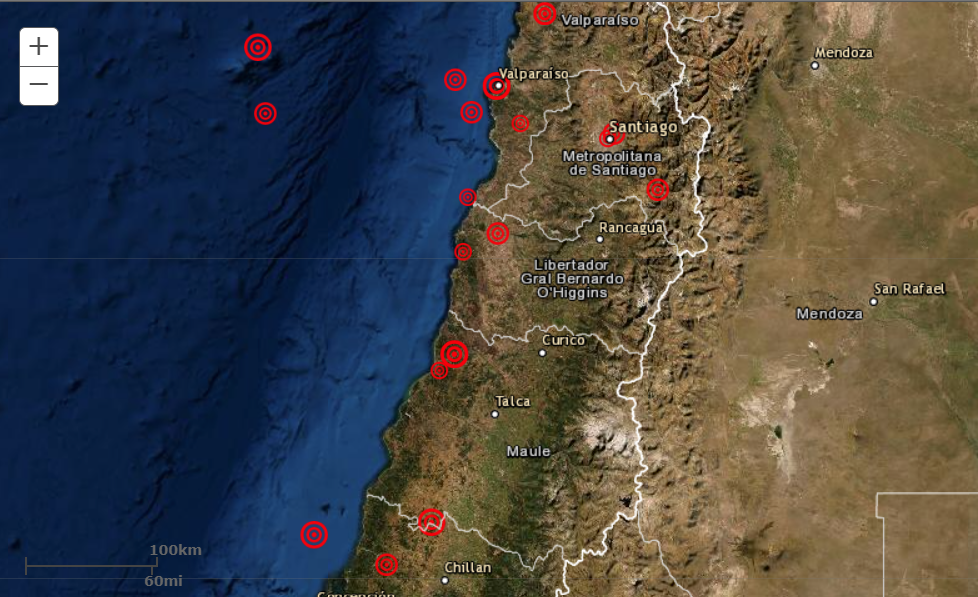 Valparaíso
+
−
Mendoza
Valparaíso
Santiago
Metropolitana
de Santiago
Rancagua
Libertador
Gral Bernardo
O'Higgins
San Rafael
Mendoza
Curico
Talca
Maule
100km
60mi
Chillan
Concepción